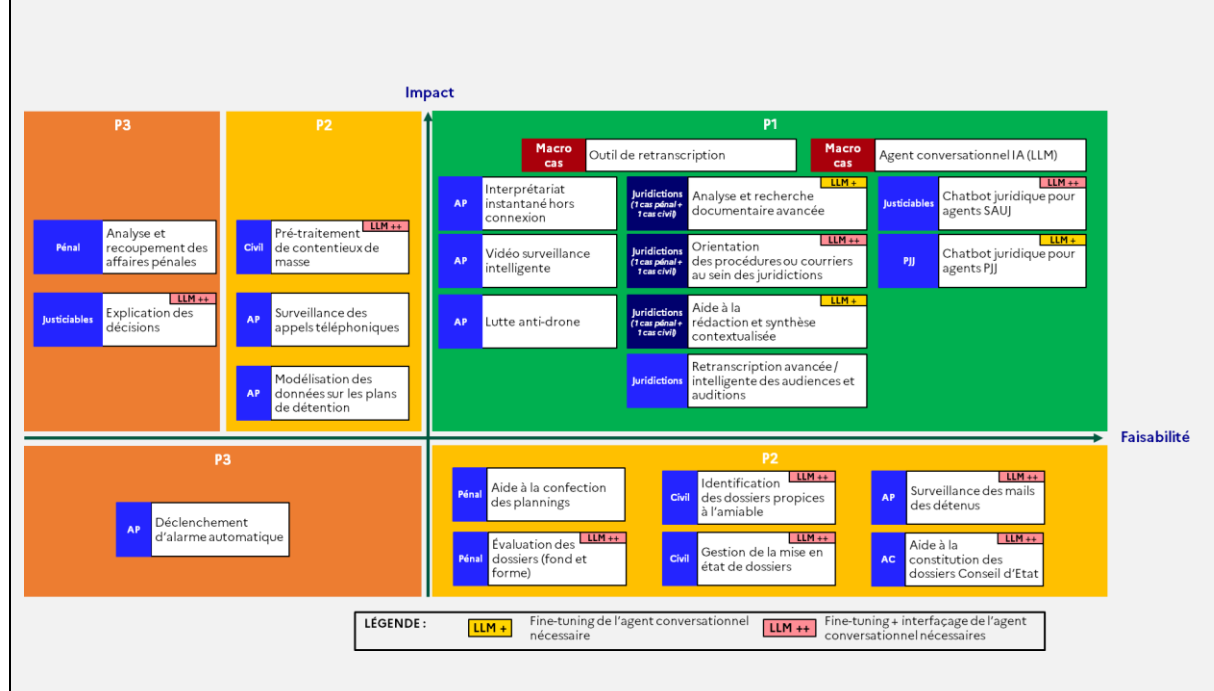 Impact
P3
P2
P1
Macro
cas
Outil de retranscription
Macro
cas
Agent conversationnel IA (LLM)
Pénal
Analyse et
recoupement des
affaires pénales
Justiciables
LLM ++
Explication des
décisions
Civil
LLM ++
Pré-traitement
de contentieux de
masse
AP
Surveillance des
appels téléphoniques
AP
Modélisation des
données sur les plans
de détention
AP
Interprétariat
instantané hors
connexion
AP
Vidéo surveillance
intelligente
AP
Lutte anti-drone
Juridictions
(1 cas pénal +
1 cas civil)
LLM +
Analyse et recherche
documentaire avancée
Juridictions
(1 cas pénal +
1 cas civil)
LLM ++
Orientation
des procédures ou courriers
au sein des juridictions
Juridictions
(1 cas pénal +
1 cas civil)
LLM +
Aide à la
rédaction et synthèse
contextualisée
Juridictions
Retranscription avancée /
intelligente des audiences et
auditions
Justiciables
LLM ++
Chatbot juridique pour
agents SAUJ
PJJ
LLM +
Chatbot juridique pour
agents PJJ
Faisabilité
P3
AP
Déclenchement
d'alarme automatique
P2
Pénal
Aide à la confection
des plannings
Pénal
LLM ++
Évaluation des
dossiers (fond et
forme)
Civil
LLM ++
Identification
des dossiers propices
à l'amiable
Civil
LLM ++
Gestion de la mise en
état de dossiers
AP
LLM ++
Surveillance des mails
des détenus
AC
LLM ++
Aide à la
constitution des
dossiers Conseil d'Etat
LÉGENDE :
LLM +
Fine-tuning de l'agent conversationnel
nécessaire
LLM ++
Fine-tuning + interfaçage de l'agent
conversationnel nécessaires